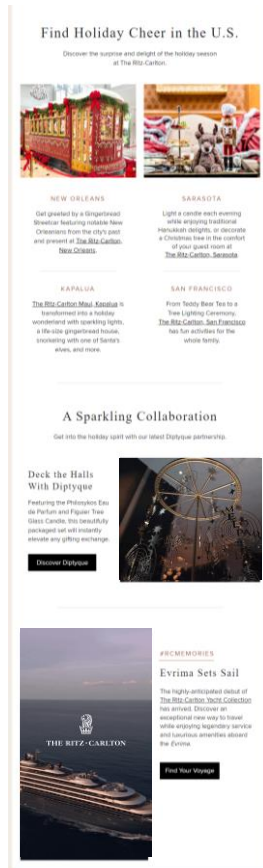 Find Holiday Cheer in the U.S.
Discover the surprise and delight of the holiday season
at The Ritz-Carlton.
NEW ORLEANS
Get greeted by a Gingerbread
Streetcar featuring notable New
Orleanians from the city's past
and present at The Ritz-Carlton,
New Orleans.
SARASOTA
Light a candle each evening
while enjoying traditional
Hanukkah delights, or decorate
a Christmas tree in the comfort
of your guest room at
The Ritz-Carlton, Sarasota.
KAPALUA
The Ritz-Carlton Maui, Kapalua is
transformed into a holiday
wonderland with sparkling lights,
a life-size gingerbread house,
snorkeling with one of Santa's
elves, and more.
SAN FRANCISCO
From Teddy Bear Tea to a
Tree Lighting Ceremony,
The Ritz-Carlton, San Francisco
has fun activities for the
whole family.
A Sparkling Collaboration
Get into the holiday spirit with our latest Diptyque partnership.
Deck the Halls
With Diptyque
Featuring the Philosykos Eau
de Parfum and Figuier Tree
Glass Candle, this beautifully
packaged set will instantly
elevate any gifting exchange.
Discover Diptyque
THE RITZ-CARLTON
#RCMEMORIES
Evrima Sets Sail
The highly-anticipated debut of
The Ritz-Carlton Yacht Collection
has arrived. Discover an
exceptional new way to travel
while enjoying legendary service
and luxurious amenities aboard
the Evrima.
Find Your Voyage